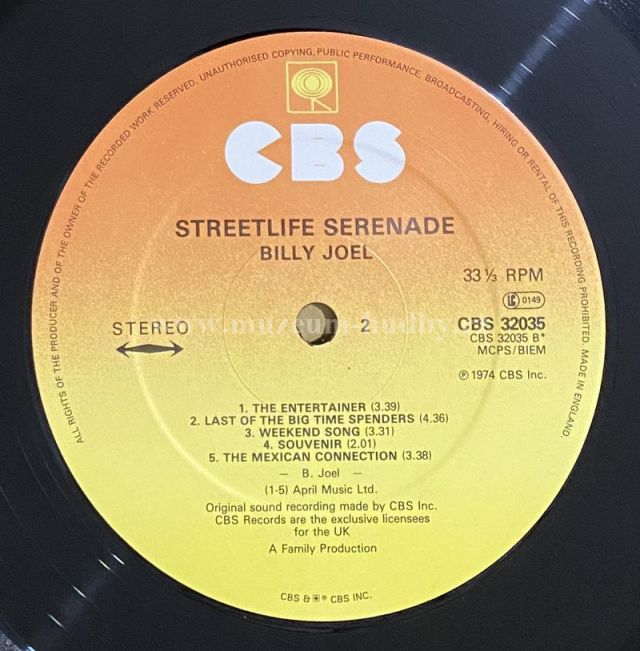 ALL RIGHTS OF THE PRODUCER AND OF THE OWNER OF THE RECORDED WORK RESERVED. UNAUTHORISED COPYING, PUBLIC PERFORMANCE, BROADCASTING, HIRING OR RENTAL OF THIS RECORDING PROHIBITED. MADE IN ENGLAND.
CBS
STREETLIFE SERENADE
BILLY JOEL
33⅓ RPM
LC 0149
STEREO
2
CBS 32035
CBS 32035 B*
MCPS/BIEM
℗ 1974 CBS Inc.
www.muzeum-hudby.
1. THE ENTERTAINER (3.39)
2. LAST OF THE BIG TIME SPENDERS (4.36)
3. WEEKEND SONG (3.31)
4. SOUVENIR (2.01)
5. THE MEXICAN CONNECTION (3.38)
— B. Joel —
(1-5) April Music Ltd.
Original sound recording made by CBS Inc.
CBS Records are the exclusive licensees
for the UK
A Family Production
CBS & ® CBS INC.